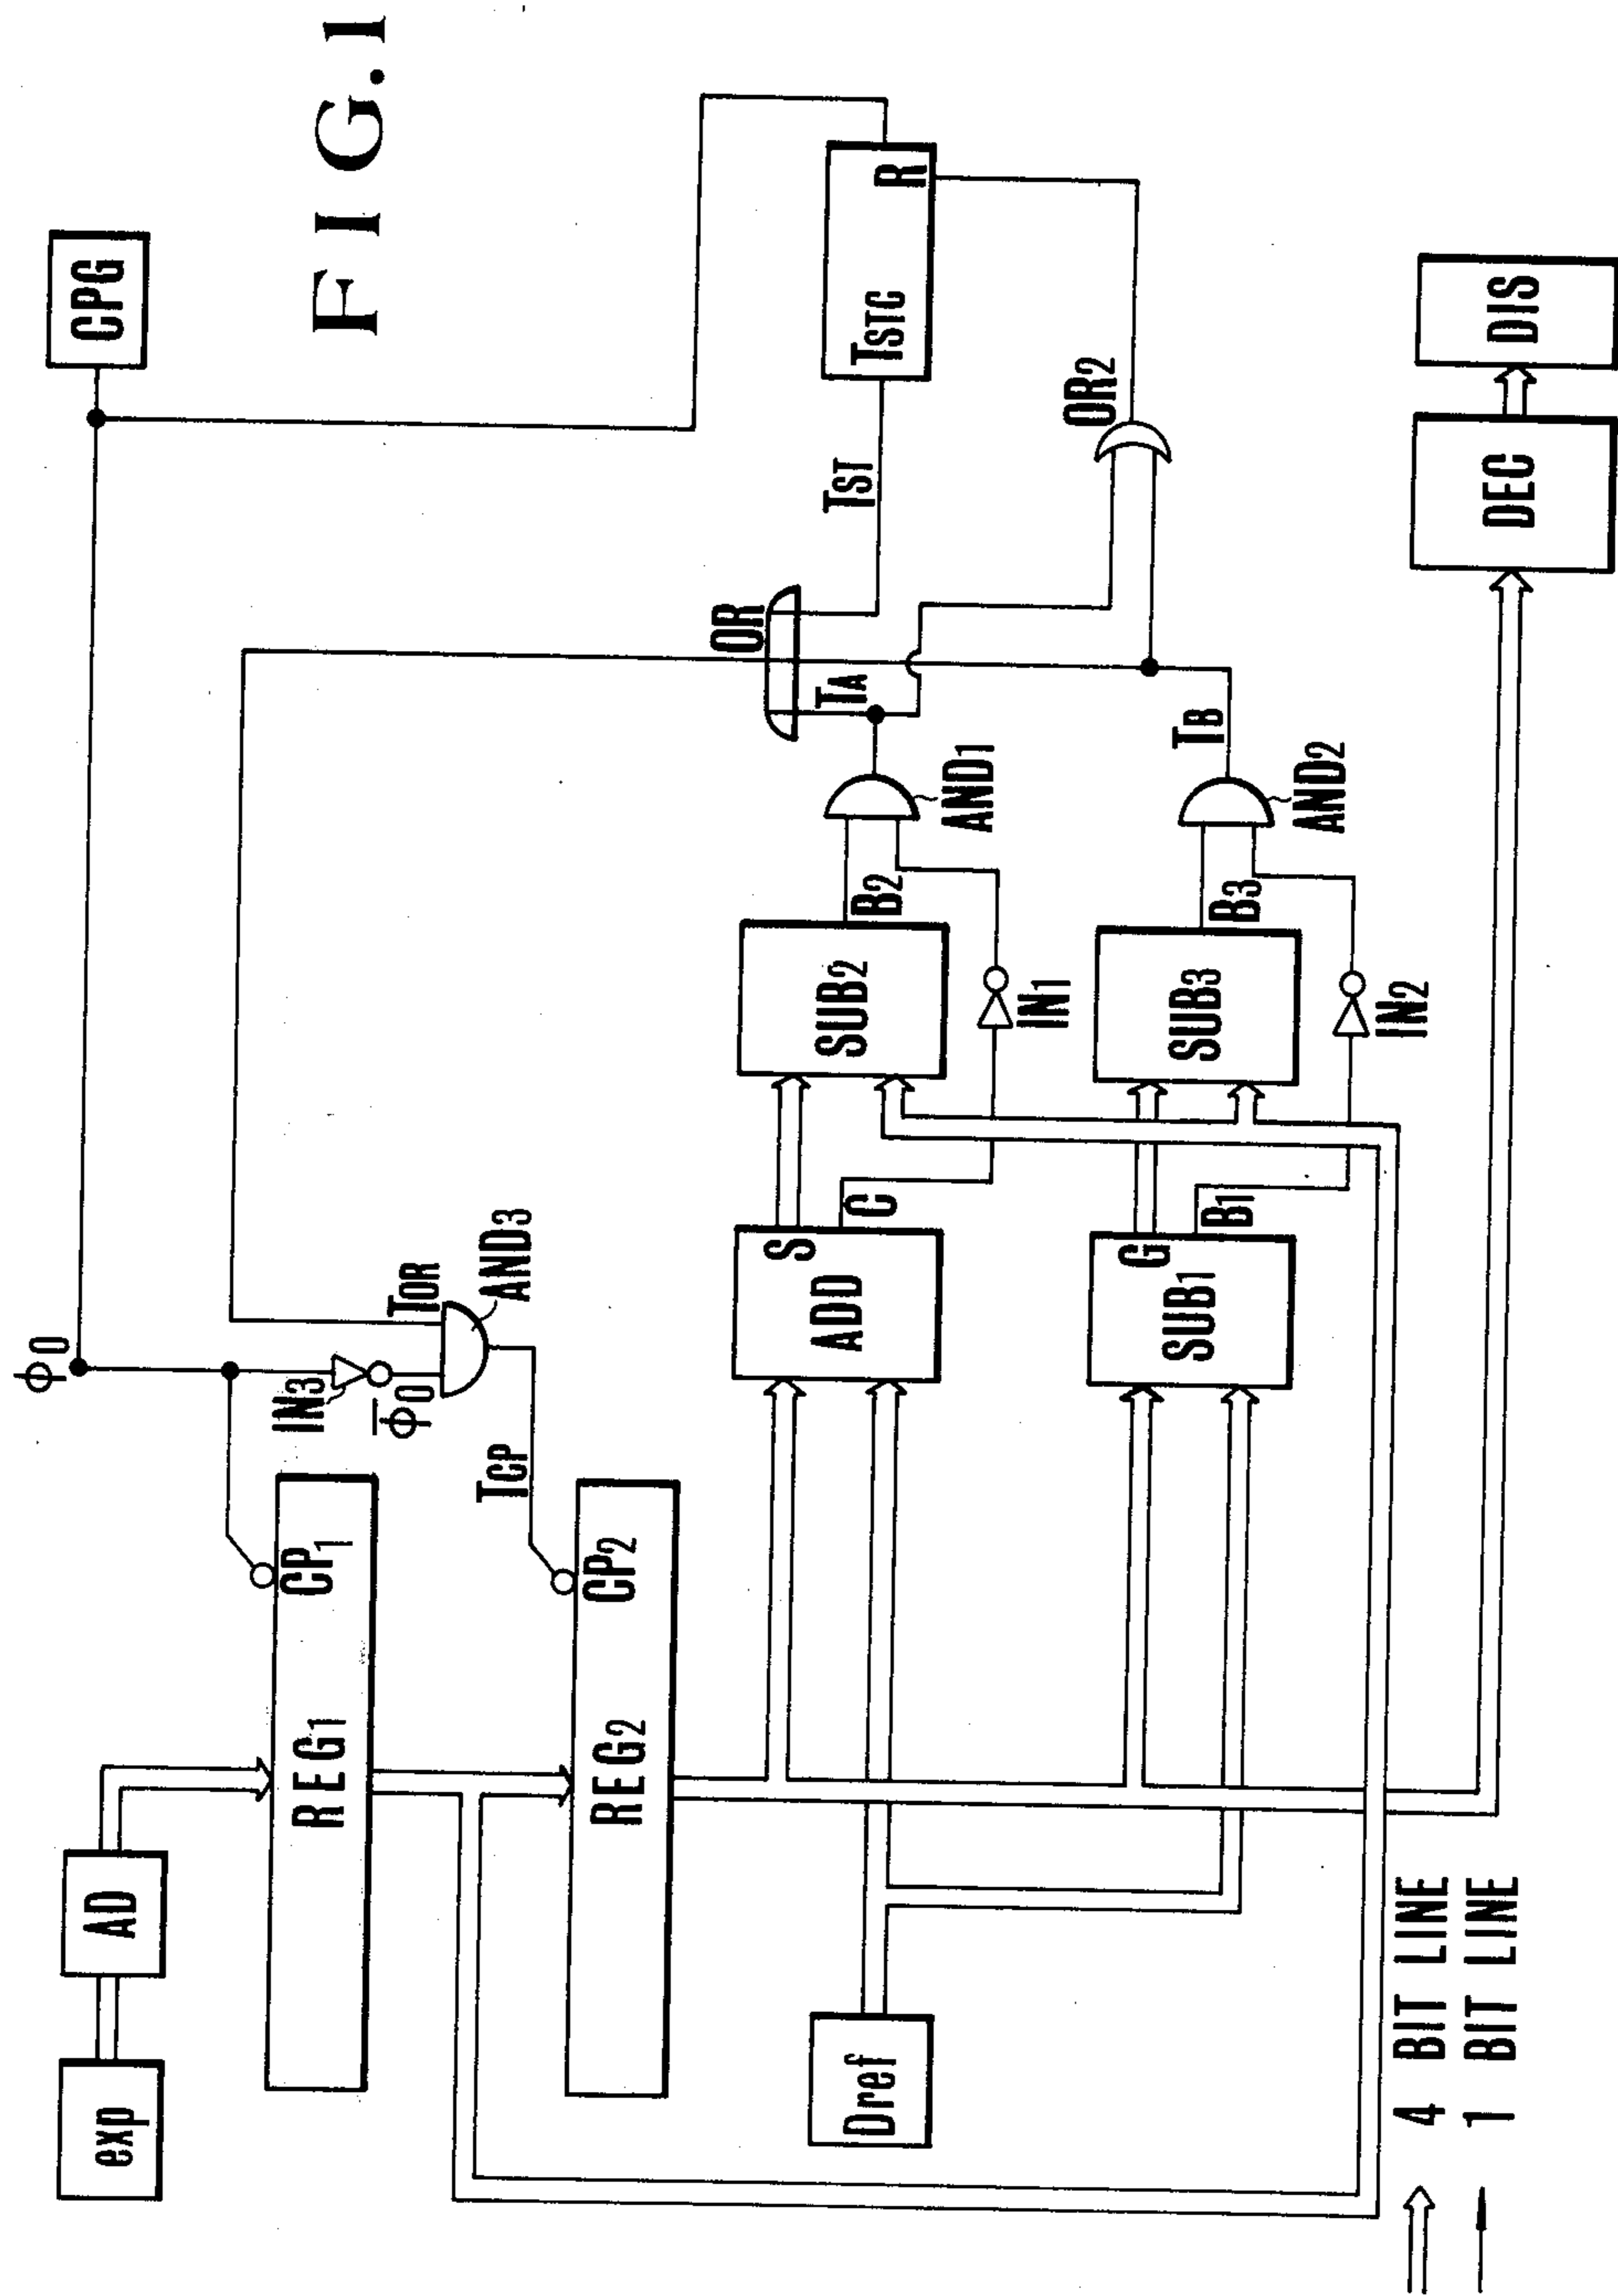 FIG.1
CPG
φ0
exp
AD
REG1
CP1
IN3
φ̅0
TOR
AND3
TCP
REG2
CP2
Dref
ADD
S
C
SUB2
B2
IN1
AND1
TA
OR
TST
TSTC
R
SUB1
G
B1
SUB3
B3
IN2
AND2
TB
OR2
DEC
DIS
4 BIT LINE
1 BIT LINE